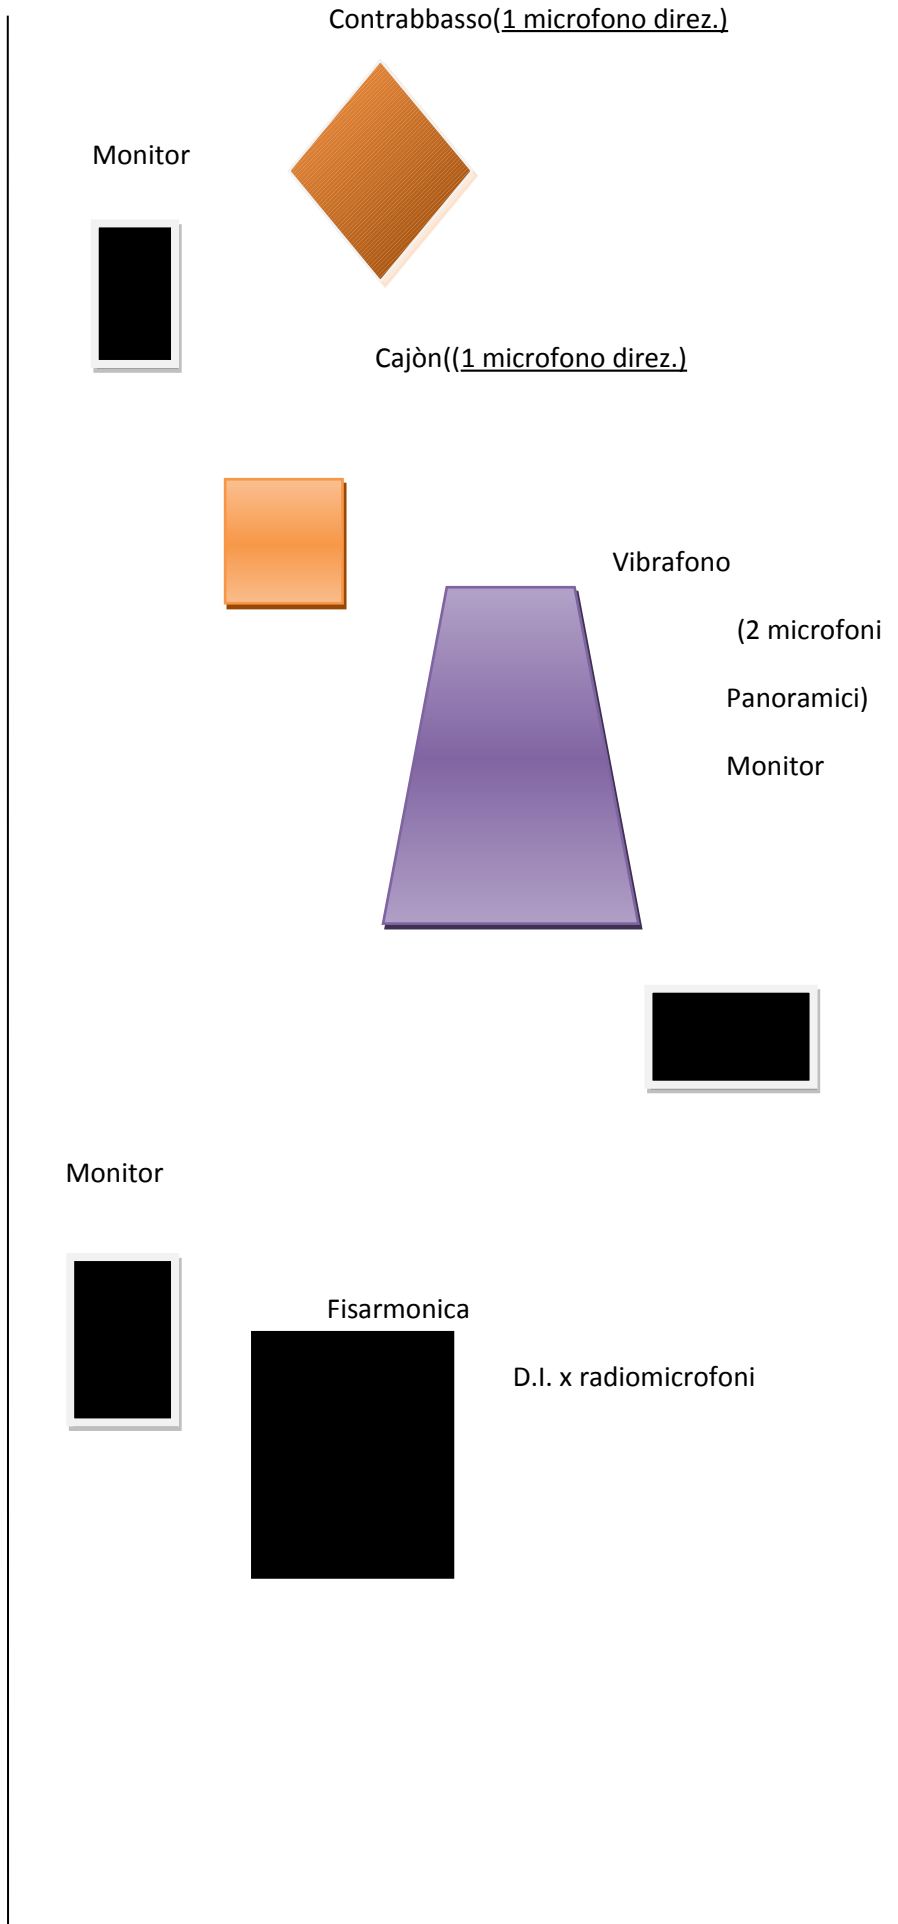 Contrabbasso(1 microfono direz.)
Monitor
Cajòn((1 microfono direz.)
Vibrafono
(2 microfoni
Panoramici)
Monitor
Monitor
Fisarmonica
D.I. x radiomicrofoni